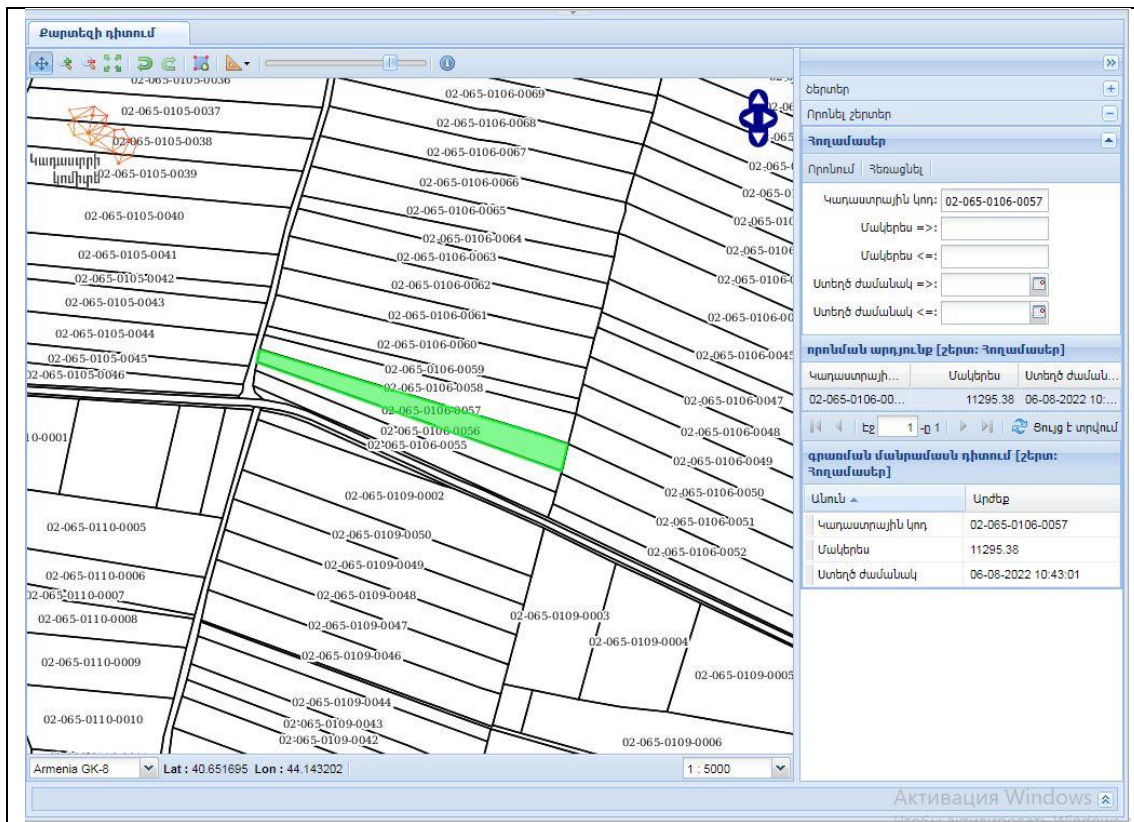 Քարտեզի դիտում
02-065-0105-0036
02-065-0105-0037
02-065-0105-0038
Կադաստրի
կոմիտե
02-065-0105-0039
02-065-0105-0040
02-065-0105-0041
02-065-0105-0042
02-065-0105-0043
02-065-0105-0044
02-065-0105-0045
02-065-0105-0046
02-065-0106-0069
02-065-0106-0068
02-065-0106-0067
02-065-0106-0066
02-065-0106-0065
02-065-0106-0064
02-065-0106-0063
02-065-0106-0062
02-065-0106-0061
02-065-0106-0060
02-065-0106-0059
02-065-0106-0058
02-065-0106-0057
02-065-0106-0056
02-065-0106-0055
02-065-0106-0045
02-065-0106-0047
02-065-0106-0048
02-065-0106-0049
02-065-0106-0050
02-065-0106-0051
02-065-0106-0052
10-0001
02-065-0110-0005
02-065-0110-0006
02-065-0110-0007
02-065-0110-0008
02-065-0110-0009
02-065-0110-0010
02-065-0109-0002
02-065-0109-0050
02-065-0109-0049
02-065-0109-0048
02-065-0109-0047
02-065-0109-0046
02-065-0109-0044
02-065-0109-0043
02-065-0109-0042
02-065-0109-0003
02-065-0109-0004
02-065-0109-0005
02-065-0109-0006
Armenia GK-8 Lat : 40.651695 Lon : 44.143202 1 : 5000
Շերտեր
Որոնել շերտեր
Հողամասեր
Որոնում Հեռացնել
Կադաստրային կոդ: 02-065-0106-0057
Մակերես =>:
Մակերես <=:
Ստեղծ ժամանակ =>:
Ստեղծ ժամանակ <=:
որոնման արդյունք [շերտ: Հողամասեր]
Կադաստրայի... Մակերես Ստեղծ ժաման...
02-065-0106-00... 11295.38 06-08-2022 10:...
Էջ 1 -ը 1 Ցույց է տրվում
գրառման մանրամասն դիտում [շերտ:
Հողամասեր]
Անուն Արժեք
Կադաստրային կոդ 02-065-0106-0057
Մակերես 11295.38
Ստեղծ ժամանակ 06-08-2022 10:43:01
Активация Windows